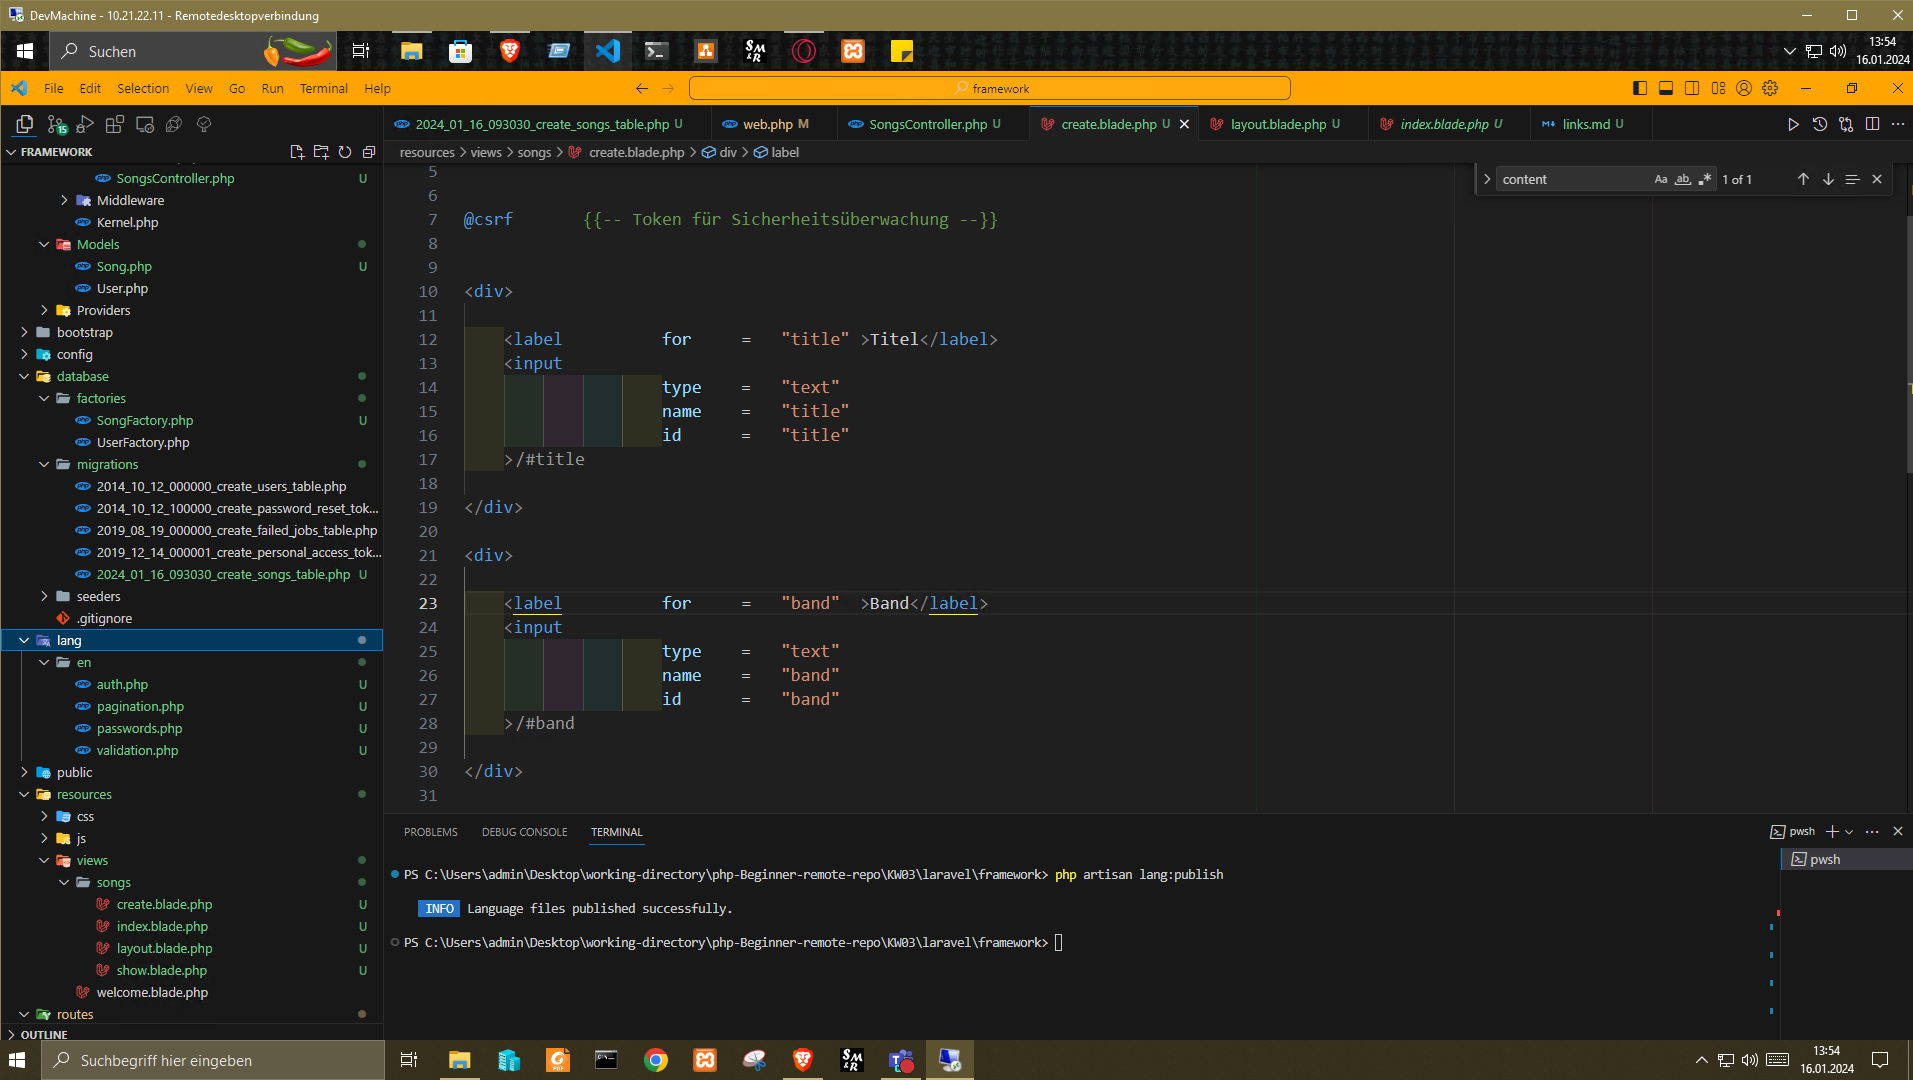 DevMachine - 10.21.22.11 - Remotedesktopverbindung
Suchen
13:54
16.01.2024
File Edit Selection View Go Run Terminal Help
framework
2024_01_16_093030_create_songs_table.php U
web.php M
SongsController.php U
create.blade.php U
layout.blade.php U
index.blade.php U
links.md U
FRAMEWORK
resources > views > songs > create.blade.php > div > label
content
Aa ab .* 1 of 1
SongsController.php U
Middleware
Kernel.php
Models
Song.php U
User.php
Providers
bootstrap
config
database
factories
SongFactory.php U
UserFactory.php
migrations
2014_10_12_000000_create_users_table.php
2014_10_12_100000_create_password_reset_tok...
2019_08_19_000000_create_failed_jobs_table.php
2019_12_14_000001_create_personal_access_tok...
2024_01_16_093030_create_songs_table.php U
seeders
.gitignore
lang
en
auth.php U
pagination.php U
passwords.php U
validation.php U
public
resources
css
js
views
songs
create.blade.php U
index.blade.php U
layout.blade.php U
show.blade.php U
welcome.blade.php
routes
OUTLINE
5
6
7 @csrf {{-- Token für Sicherheitsüberwachung --}}
8
9
10 <div>
11
12 <label for = "title" >Titel</label>
13 <input
14 type = "text"
15 name = "title"
16 id = "title"
17 >/#title
18
19 </div>
20
21 <div>
22
23 <label for = "band" >Band</label>
24 <input
25 type = "text"
26 name = "band"
27 id = "band"
28 >/#band
29
30 </div>
31
PROBLEMS DEBUG CONSOLE TERMINAL
pwsh
pwsh
PS C:\Users\admin\Desktop\working-directory\php-Beginner-remote-repo\KW03\laravel\framework> php artisan lang:publish
INFO Language files published successfully.
PS C:\Users\admin\Desktop\working-directory\php-Beginner-remote-repo\KW03\laravel\framework>
Suchbegriff hier eingeben
13:54
16.01.2024